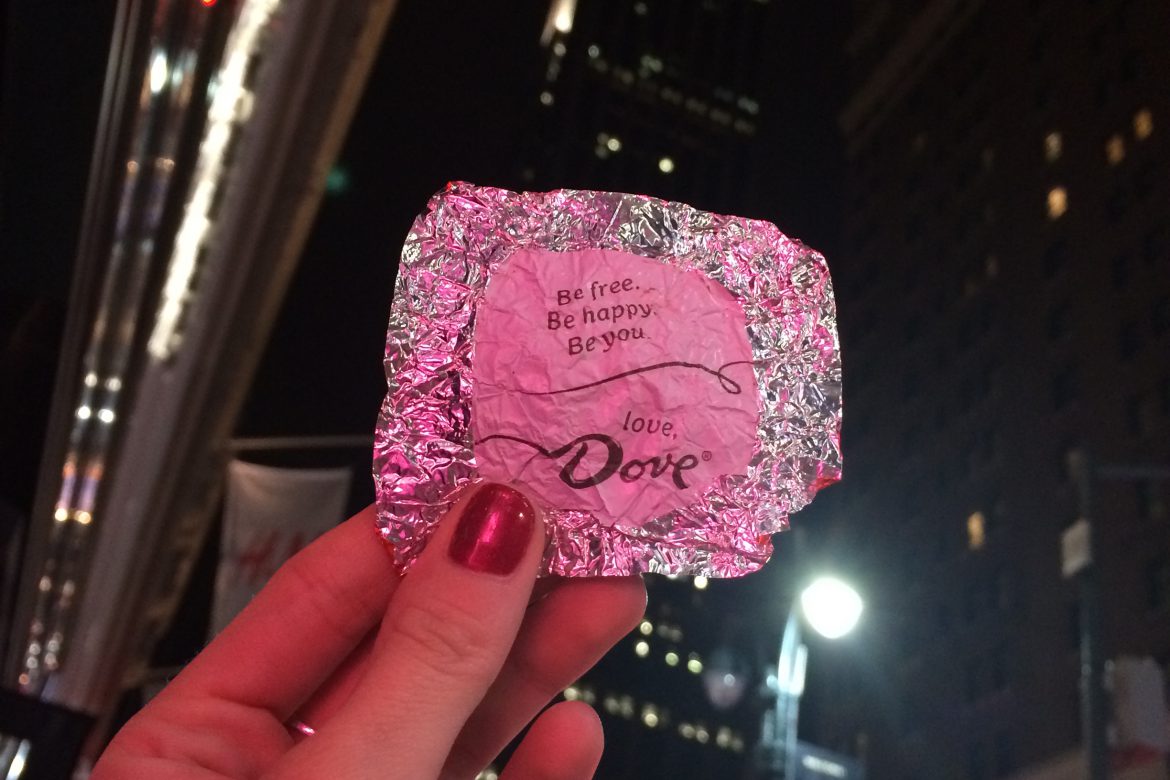 Be free.
Be happy.
Be you.
love,
Dove®